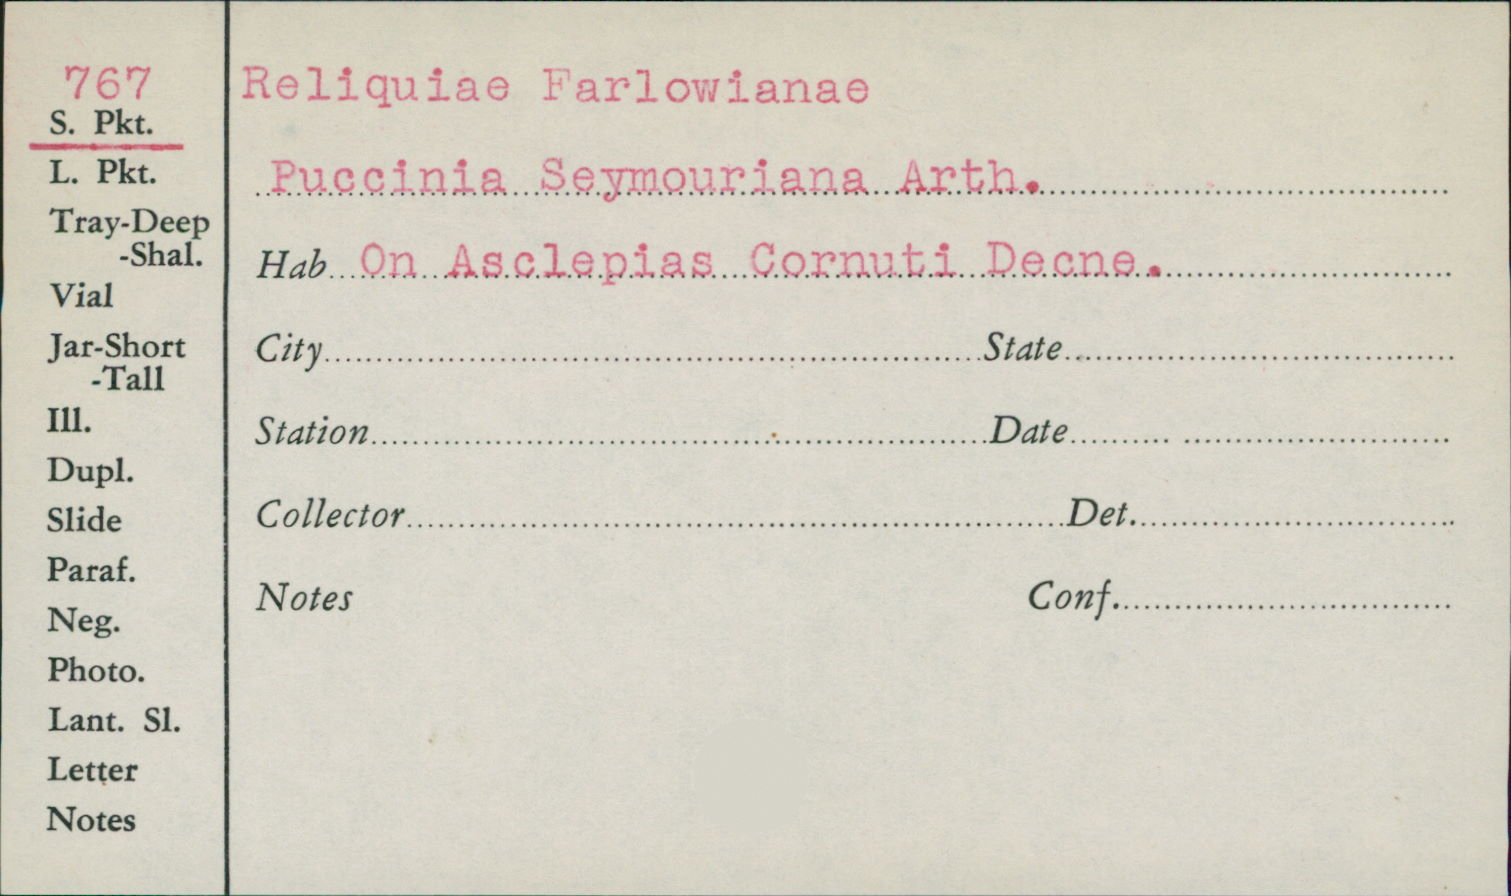 767
S. Pkt.
L. Pkt.
Tray-Deep
-Shal.
Vial
Jar-Short
-Tall
Ill.
Dupl.
Slide
Paraf.
Neg.
Photo.
Lant. Sl.
Letter
Notes
Reliquiae Farlowianae
Puccinia Seymouriana Arth.
Hab. On Asclepias Cornuti Decne.
City State
Station Date
Collector Det.
Notes Conf.